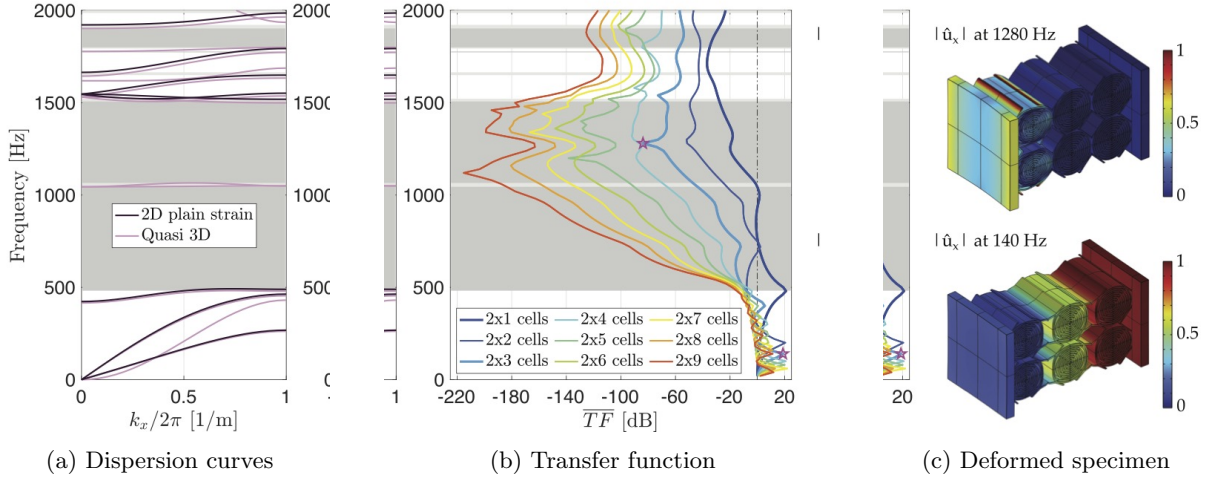 2000
1500
1000
500
0
Frequency [Hz]
2D plain strain
Quasi 3D
0
0.5
1
k_x/2π [1/m]
2000
1500
1000
500
0
1
2000
1500
1000
500
0
2x1 cells
2x2 cells
2x3 cells
2x4 cells
2x5 cells
2x6 cells
2x7 cells
2x8 cells
2x9 cells
-220
-180
-140
-100
-60
-20
20
TF [dB]
20
|û_x| at 1280 Hz
1
0.5
0
|û_x| at 140 Hz
1
0.5
0
(a) Dispersion curves
(b) Transfer function
(c) Deformed specimen